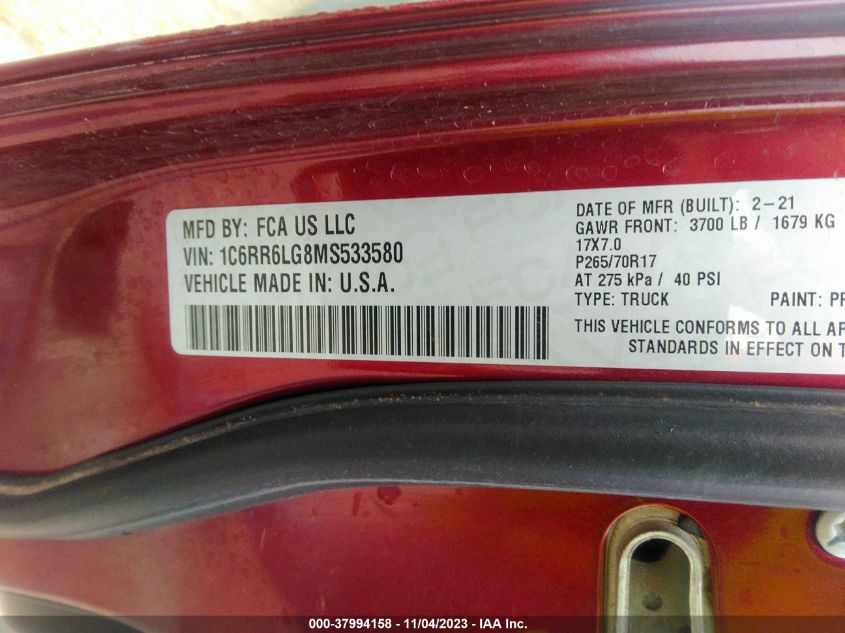 MFD BY: FCA US LLC
VIN: 1C6RR6LG8MS533580
VEHICLE MADE IN: U.S.A.
DATE OF MFR (BUILT): 2-21
GAWR FRONT: 3700 LB / 1679 KG
17X7.0
P265/70R17
AT 275 kPa / 40 PSI
TYPE: TRUCK PAINT: PR
THIS VEHICLE CONFORMS TO ALL AP
STANDARDS IN EFFECT ON T
000-37994158 - 11/04/2023 - IAA Inc.